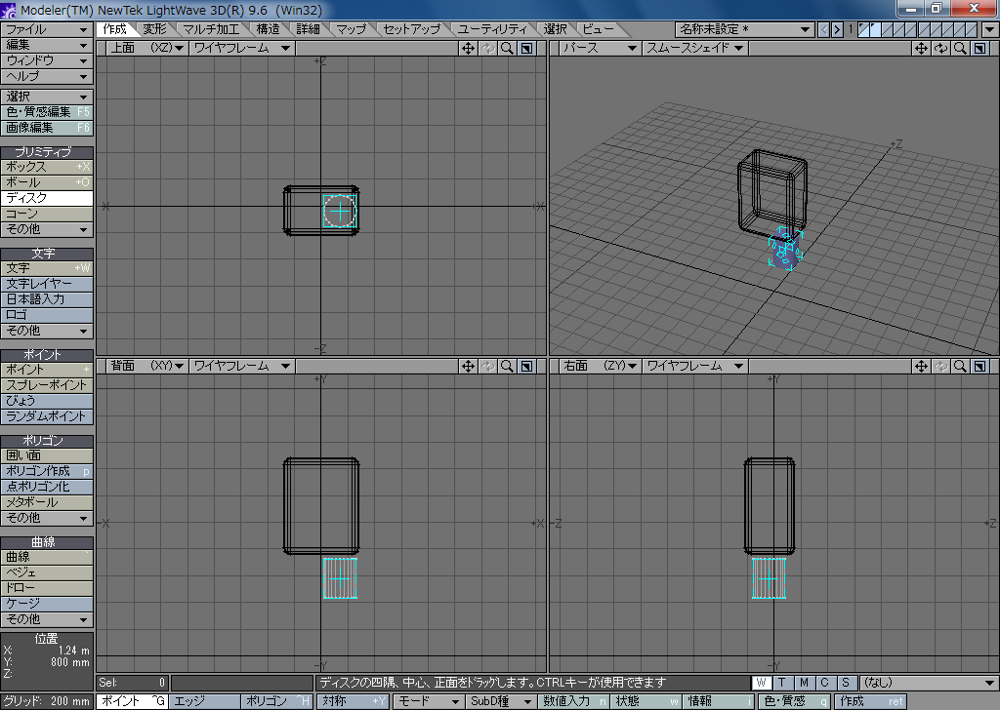 Modeler(TM) NewTek LightWave 3D(R) 9.6 (Win32)
ファイル 作成 変形 マルチ加工 構造 詳細 マップ セットアップ ユーティリティ 選択 ビュー 名称未設定 * 1
編集
ウィンドウ
ヘルプ
選択
色・質感編集 F5
画像編集 F6
プリミティブ
ボックス +X
ボール +O
ディスク
コーン
その他
文字
文字 +W
文字レイヤー
日本語入力
ロゴ
その他
ポイント
ポイント +
スプレーポイント
びょう
ランダムポイント
ポリゴン
囲い面
ポリゴン作成 p
点ポリゴン化
メタボール
その他
曲線
曲線
ベジェ
ドロー
ケージ
その他
位置
X: 1.24 m
Y: 800 mm
Z:
グリッド: 200 mm
上面 (XZ) ワイヤフレーム
+Z
-X
+X
-Z
パース スムースシェイド
+Z
背面 (XY) ワイヤフレーム
+Y
-X
+X
-Y
右面 (ZY) ワイヤフレーム
+Y
-Z
+Z
-Y
Sel: 0 ディスクの四隅、中心、正面をドラッグします。CTRLキーが使用できます W T M C S (なし)
ポイント ^G エッジ ポリゴン ^H 対称 +Y モード SubD種 数値入力 n 状態 w 情報 i 色・質感 q 作成 ret